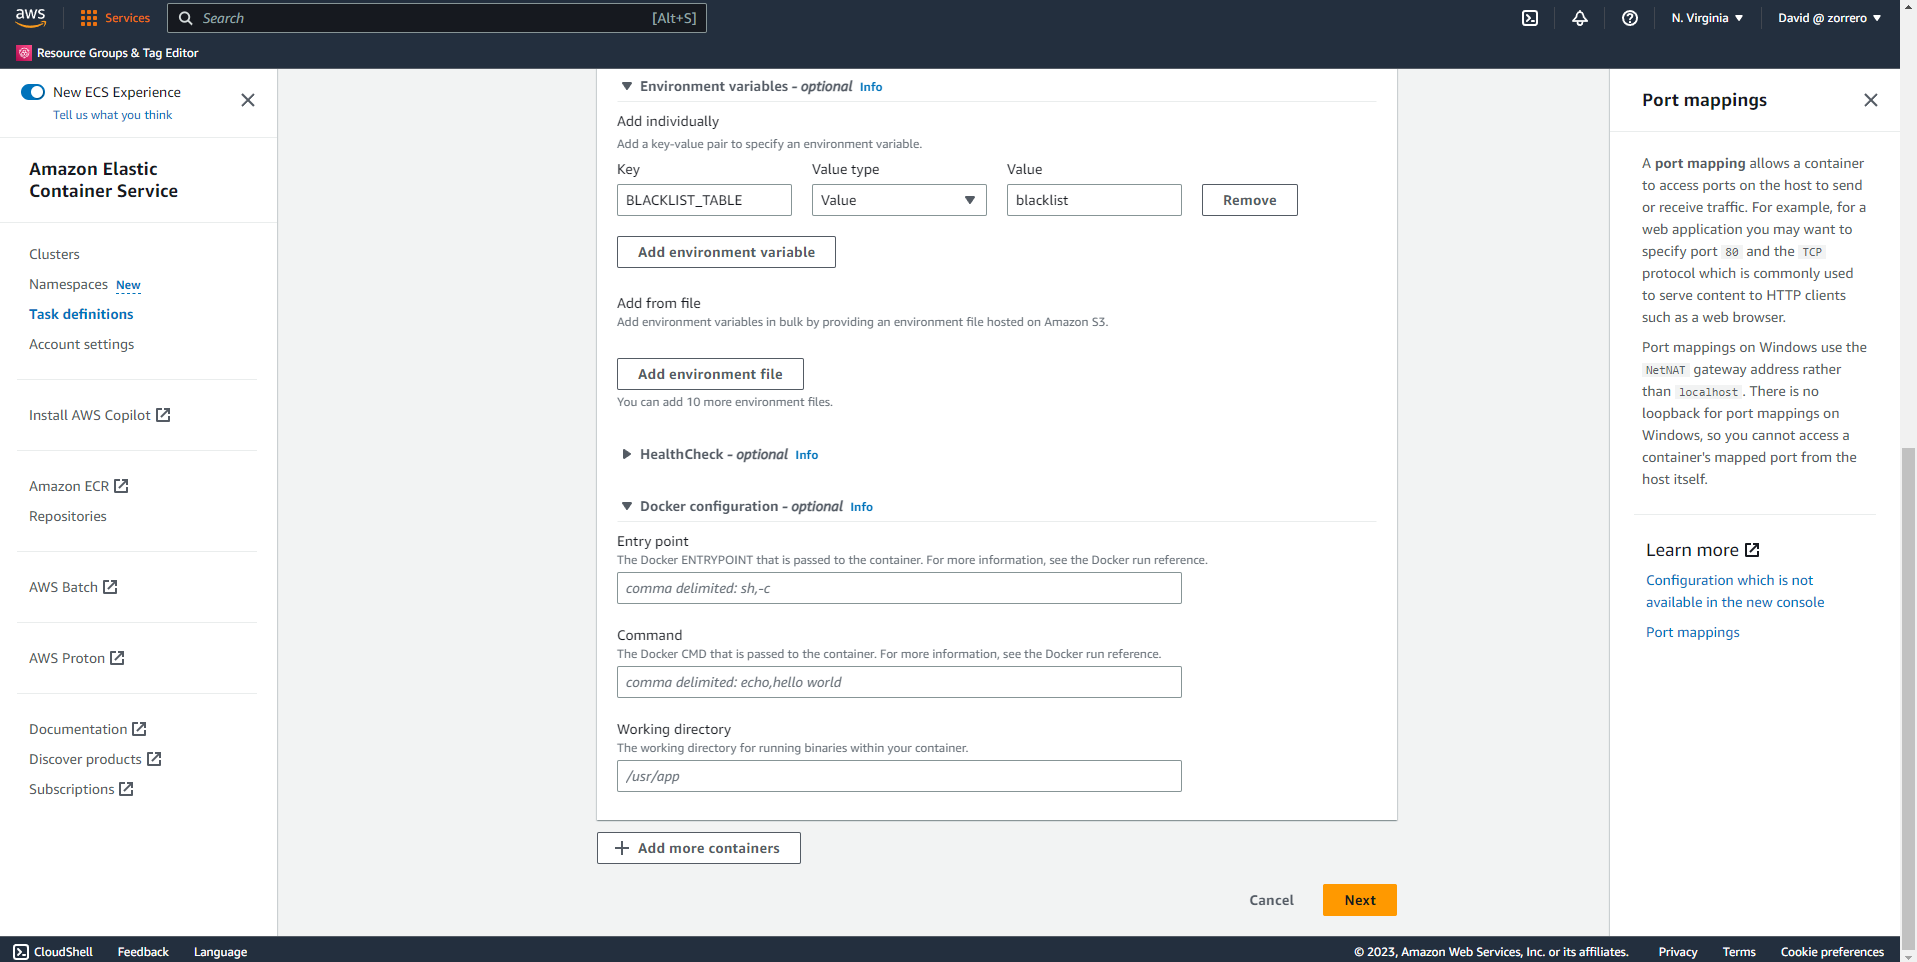 aws
Services
Search
[Alt+S]
N. Virginia
David @ zorrero
Resource Groups & Tag Editor
New ECS Experience
Tell us what you think
Amazon Elastic
Container Service
Clusters
Namespaces New
Task definitions
Account settings
Install AWS Copilot
Amazon ECR
Repositories
AWS Batch
AWS Proton
Documentation
Discover products
Subscriptions
Environment variables - optional Info
Add individually
Add a key-value pair to specify an environment variable.
Key Value type Value
BLACKLIST_TABLE Value blacklist Remove
Add environment variable
Add from file
Add environment variables in bulk by providing an environment file hosted on Amazon S3.
Add environment file
You can add 10 more environment files.
HealthCheck - optional Info
Docker configuration - optional Info
Entry point
The Docker ENTRYPOINT that is passed to the container. For more information, see the Docker run reference.
comma delimited: sh,-c
Command
The Docker CMD that is passed to the container. For more information, see the Docker run reference.
comma delimited: echo,hello world
Working directory
The working directory for running binaries within your container.
/usr/app
Add more containers
Cancel Next
Port mappings
A port mapping allows a container
to access ports on the host to send
or receive traffic. For example, for a
web application you may want to
specify port 80 and the TCP
protocol which is commonly used
to serve content to HTTP clients
such as a web browser.
Port mappings on Windows use the
NetNAT gateway address rather
than localhost. There is no
loopback for port mappings on
Windows, so you cannot access a
container's mapped port from the
host itself.
Learn more
Configuration which is not
available in the new console
Port mappings
CloudShell Feedback Language
© 2023, Amazon Web Services, Inc. or its affiliates. Privacy Terms Cookie preferences